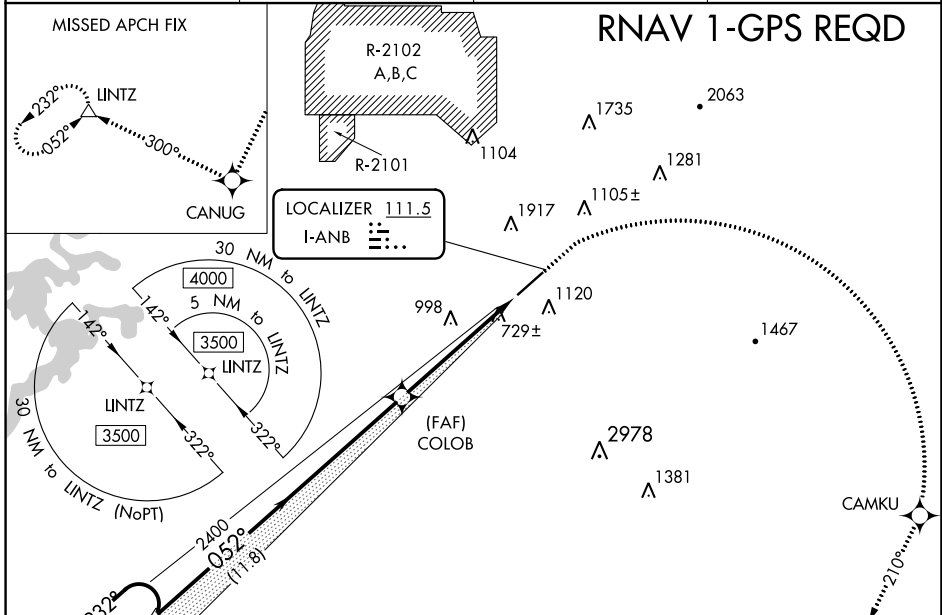 MISSED APCH FIX
LINTZ
232°
052°
300°
CANUG
R-2102
A,B,C
R-2101
RNAV 1-GPS REQD
2063
1735
1104
1281
1105±
1917
LOCALIZER 111.5
I-ANB
30 NM to LINTZ
4000
5 NM to LINTZ
3500
LINTZ
142°
322°
142°
LINTZ
3500
322°
30 NM to LINTZ (NoPT)
998
1120
729±
1467
(FAF)
COLOB
2978
1381
CAMKU
210°
2400
052°
(11.8)
232°